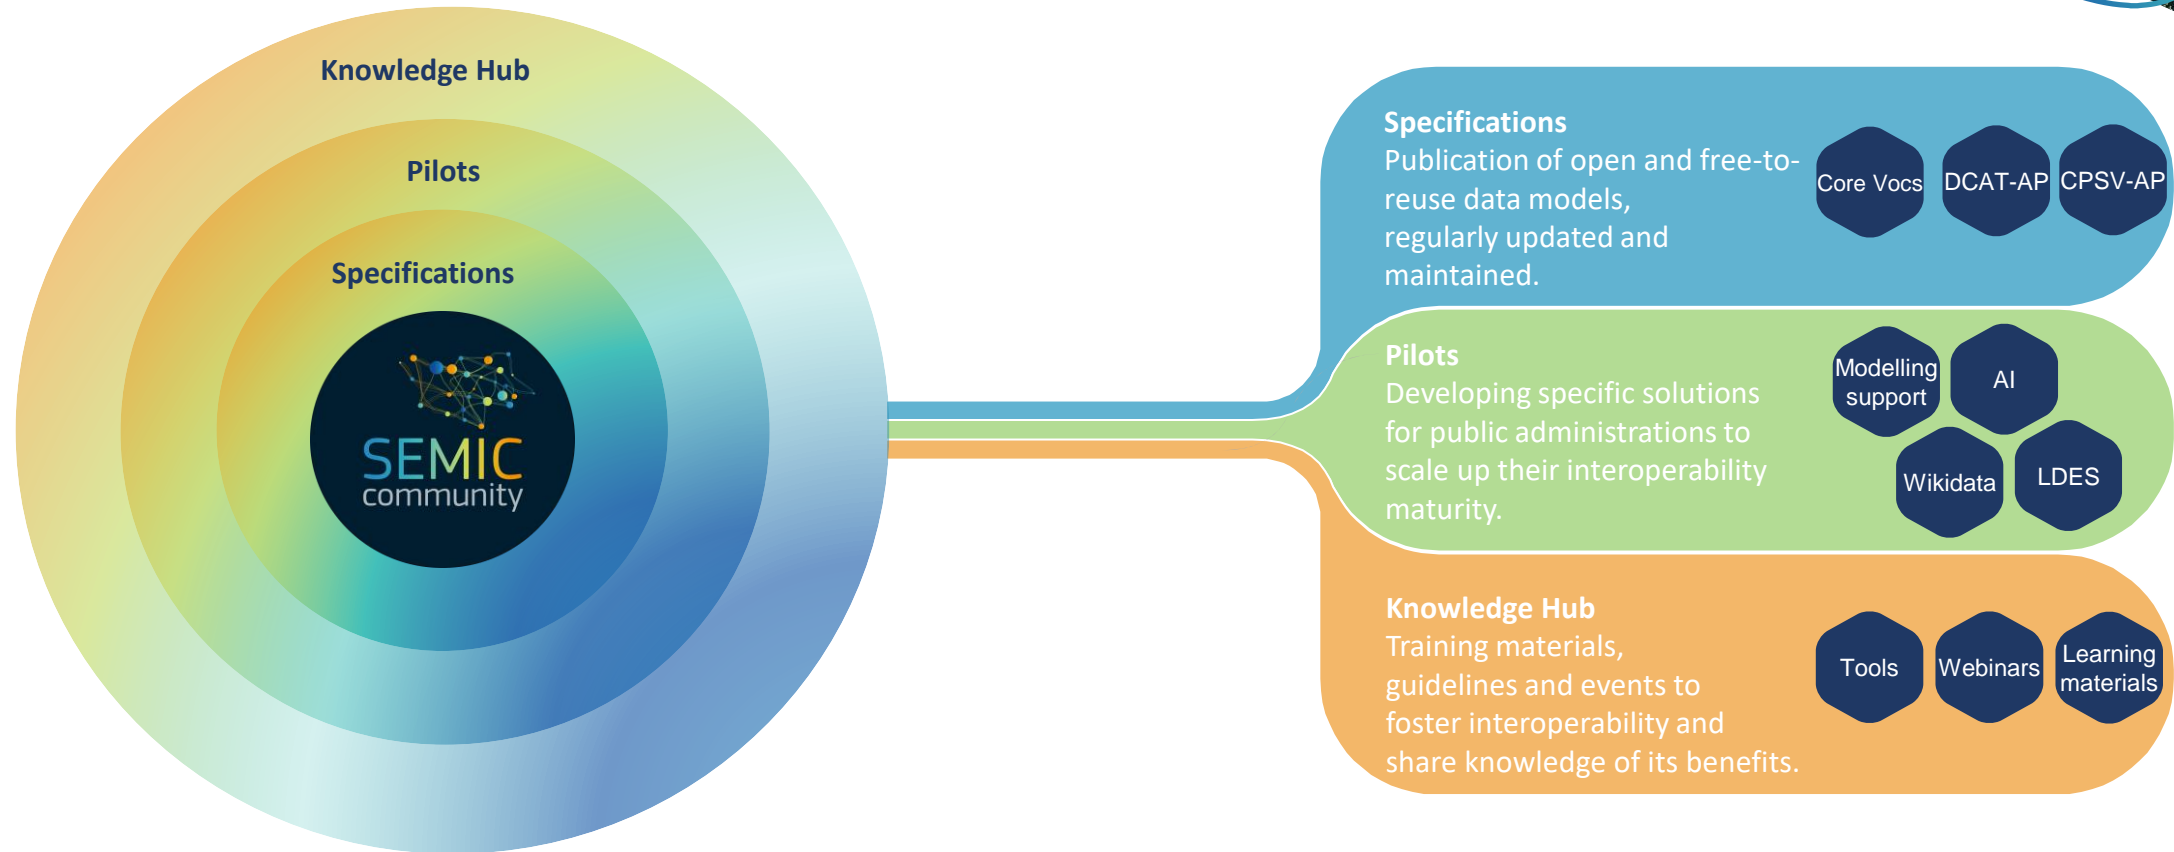 Knowledge Hub
Pilots
Specifications
SEMIC
community
Specifications
Publication of open and free-to-
reuse data models,
regularly updated and
maintained.
Core Vocs
DCAT-AP
CPSV-AP
Pilots
Developing specific solutions
for public administrations to
scale up their interoperability
maturity.
Modelling
support
AI
Wikidata
LDES
Knowledge Hub
Training materials,
guidelines and events to
foster interoperability and
share knowledge of its benefits.
Tools
Webinars
Learning
materials